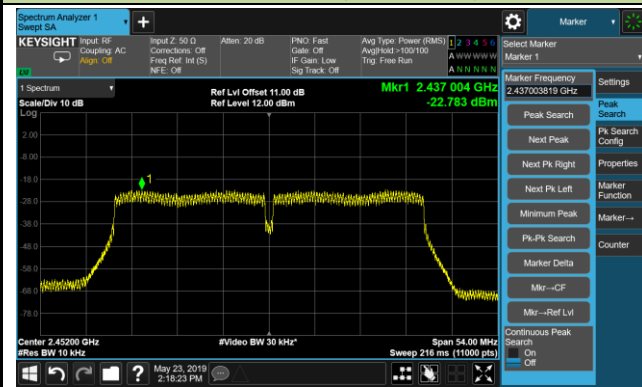 Spectrum Analyzer 1
Swept SA
Marker
KEYSIGHT
Input: RF
Coupling: AC
Align: Off
Input Z: 50 Ω
Corrections: Off
Freq Ref: Int (S)
NFE: Off
Atten: 20 dB
PNO: Fast
Gate: Off
IF Gain: Low
Sig Track: Off
Avg Type: Power (RMS)
Avg|Hold:>100/100
Trig: Free Run
1 2 3 4 5 6
A W W W W W
A N N N N N
Select Marker
Marker 1
1 Spectrum
Scale/Div 10 dB
Log
Ref Lvl Offset 11.00 dB
Ref Level 12.00 dBm
Mkr1 2.437 004 GHz
-22.783 dBm
Marker Frequency
2.437003819 GHz
Settings
Peak Search
Peak
Search
Next Peak
Pk Search
Config
Next Pk Right
Properties
Next Pk Left
Marker
Function
Minimum Peak
Marker→
Pk-Pk Search
Counter
Marker Delta
Mkr→CF
Mkr→Ref Lvl
Continuous Peak
Search
On
Off
2.00
-8.00
-18.0
-28.0
-38.0
-48.0
-58.0
-68.0
-78.0
1
Center 2.45200 GHz
#Res BW 10 kHz
#Video BW 30 kHz*
Span 54.00 MHz
Sweep 216 ms (11000 pts)
May 23, 2019
2:18:23 PM